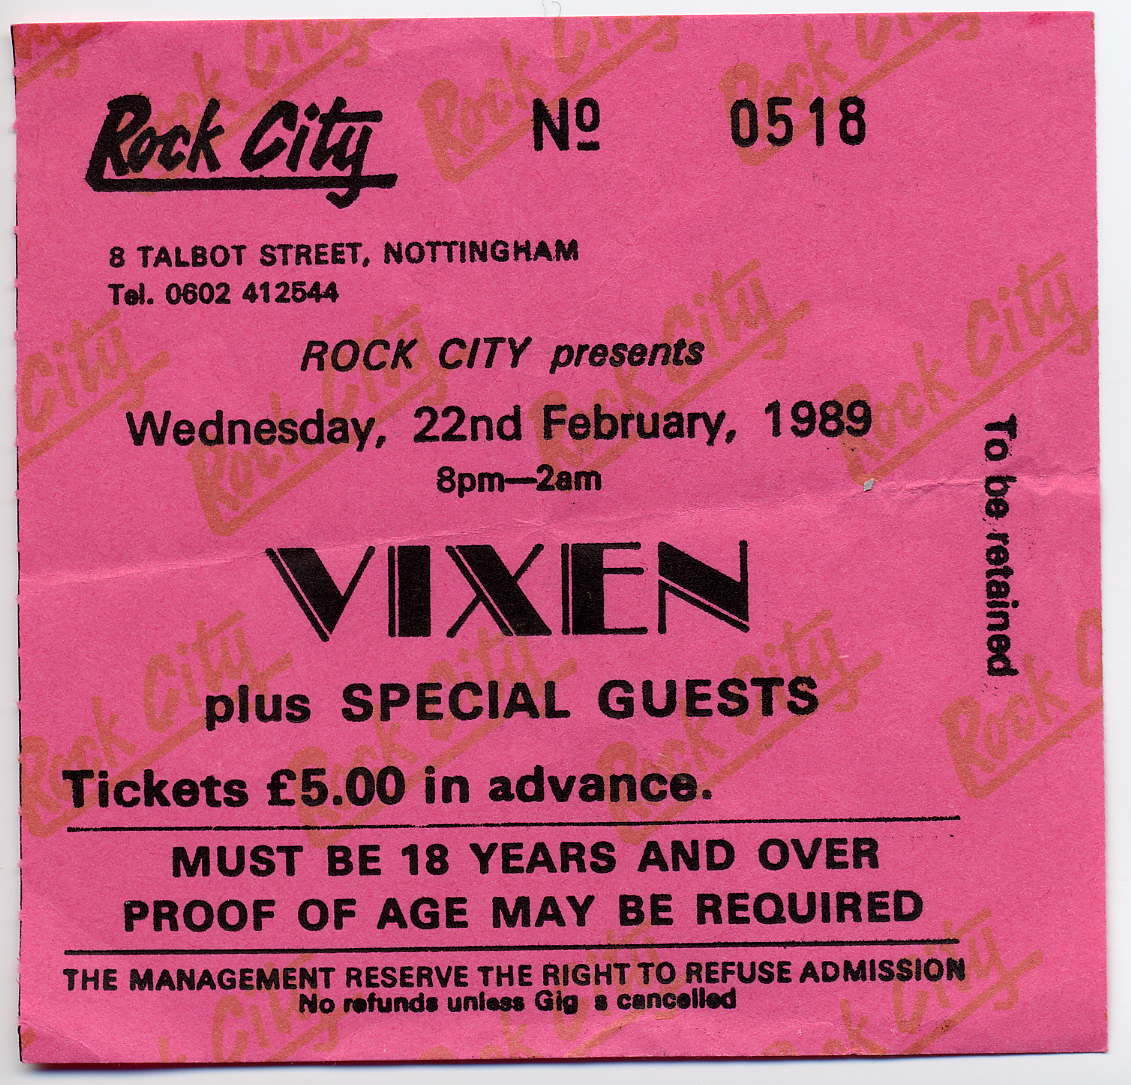 Rock City
Nº 0518
8 TALBOT STREET, NOTTINGHAM
Tel. 0602 412544
ROCK CITY presents
Wednesday, 22nd February, 1989
8pm—2am
VIXEN
plus SPECIAL GUESTS
Tickets £5.00 in advance.
MUST BE 18 YEARS AND OVER
PROOF OF AGE MAY BE REQUIRED
THE MANAGEMENT RESERVE THE RIGHT TO REFUSE ADMISSION
No refunds unless Gig s cancelled
To be retained